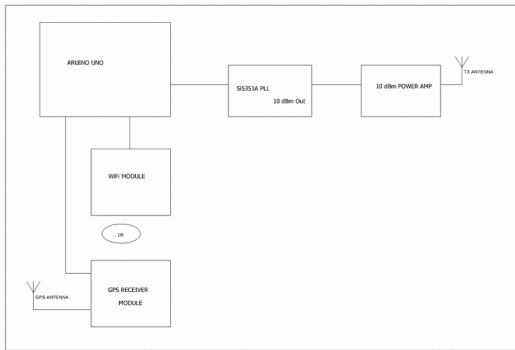 ARUINO UNO
Si5351A PLL
10 dBm Out
10 dBm POWER AMP
TX ANTENNA
WiFi MODULE
... OR
GPS RECEIVER
MODULE
GPS ANTENNA